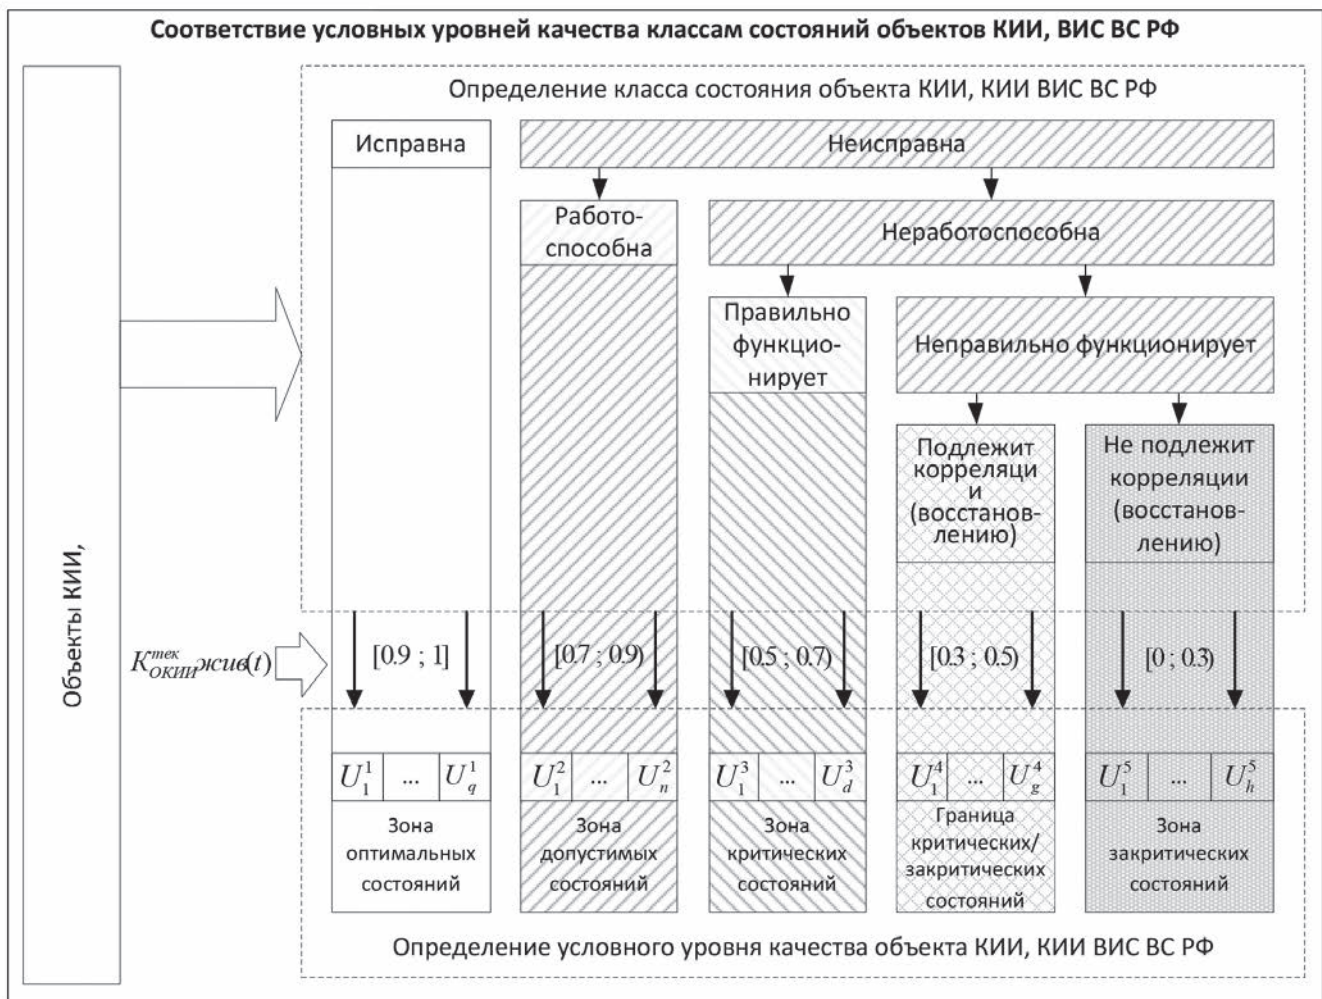 Соответствие условных уровней качества классам состояний объектов КИИ, ВИС ВС РФ
Определение класса состояния объекта КИИ, КИИ ВИС ВС РФ
Исправна
Неисправна
Работо-
способна
Неработоспособна
Правильно
функцио-
нирует
Неправильно функционирует
Подлежит
корреляци
и
(восстанов-
лению)
Не подлежит
корреляции
(восстанов-
лению)
Объекты КИИ,
K^{тек}_{ОКИИ}жив(t)
[0.9 ; 1]
[0.7 ; 0.9)
[0.5 ; 0.7)
[0.3 ; 0.5)
[0 ; 0.3)
U^1_1 ... U^1_q
U^2_1 ... U^2_n
U^3_1 ... U^3_d
U^4_1 ... U^4_g
U^5_1 ... U^5_h
Зона
оптимальных
состояний
Зона
допустимых
состояний
Зона
критических
состояний
Граница
критических/
закритических
состояний
Зона
закритических
состояний
Определение условного уровня качества объекта КИИ, КИИ ВИС ВС РФ